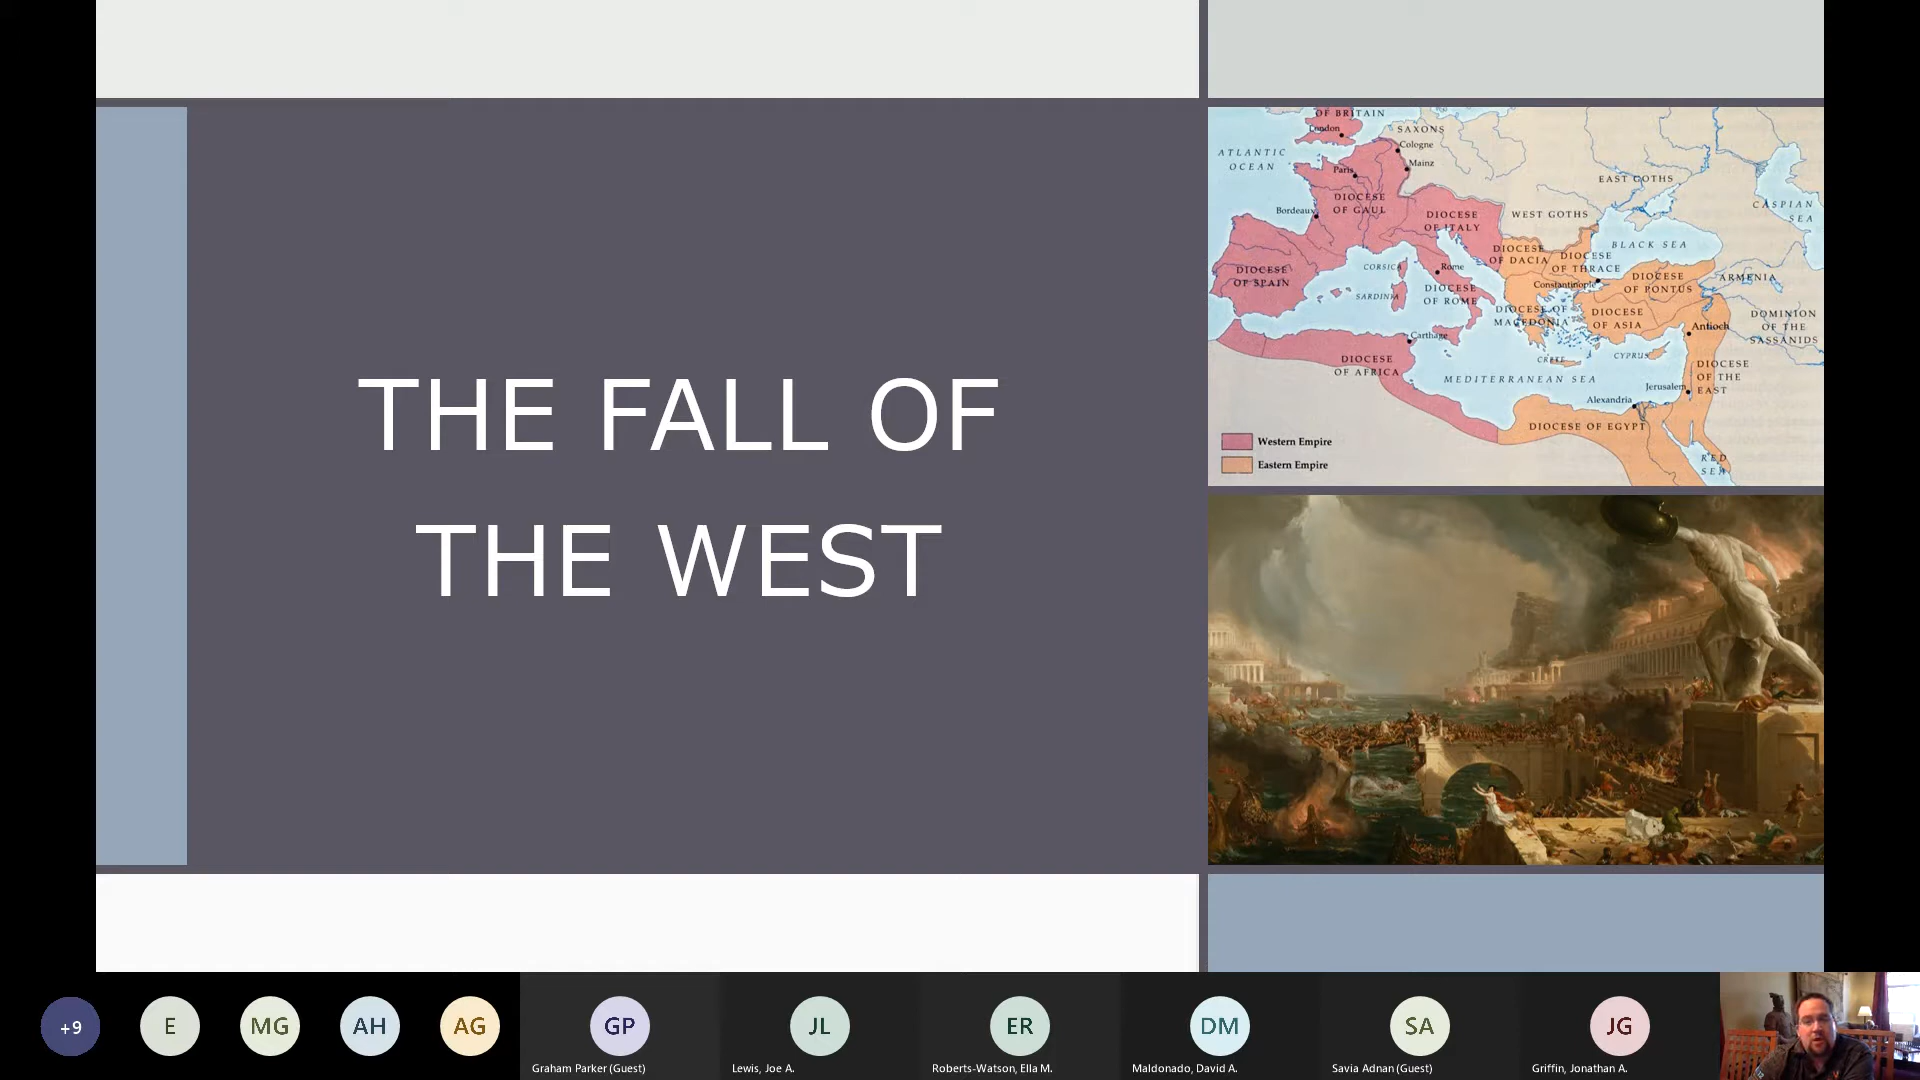 THE FALL OF
THE WEST
OF BRITAIN
London
SAXONS
Cologne
ATLANTIC
OCEAN
Mainz
Paris
EAST GOTHS
DIOCESE
OF GAUL
CASPIAN
SEA
Bordeaux
DIOCESE
OF ITALY
WEST GOTHS
BLACK SEA
DIOCESE
OF DACIA
DIOCESE
OF THRACE
CORSICA
Rome
DIOCESE
OF SPAIN
DIOCESE
OF PONTUS
ARMENIA
Constantinople
SARDINIA
DIOCESE
OF ROME
DIOCESE OF
MACEDONIA
DIOCESE
OF ASIA
DOMINION
OF THE
SASSANIDS
Antioch
Carthage
DIOCESE
OF AFRICA
CRETE
CYPRUS
DIOCESE
OF THE
EAST
MEDITERRANEAN SEA
Jerusalem
Alexandria
DIOCESE OF EGYPT
Western Empire
Eastern Empire
RED
SEA
+9
E
MG
AH
AG
GP
JL
ER
DM
SA
JG
Graham Parker (Guest)
Lewis, Joe A.
Roberts-Watson, Ella M.
Maldonado, David A.
Savia Adnan (Guest)
Griffin, Jonathan A.